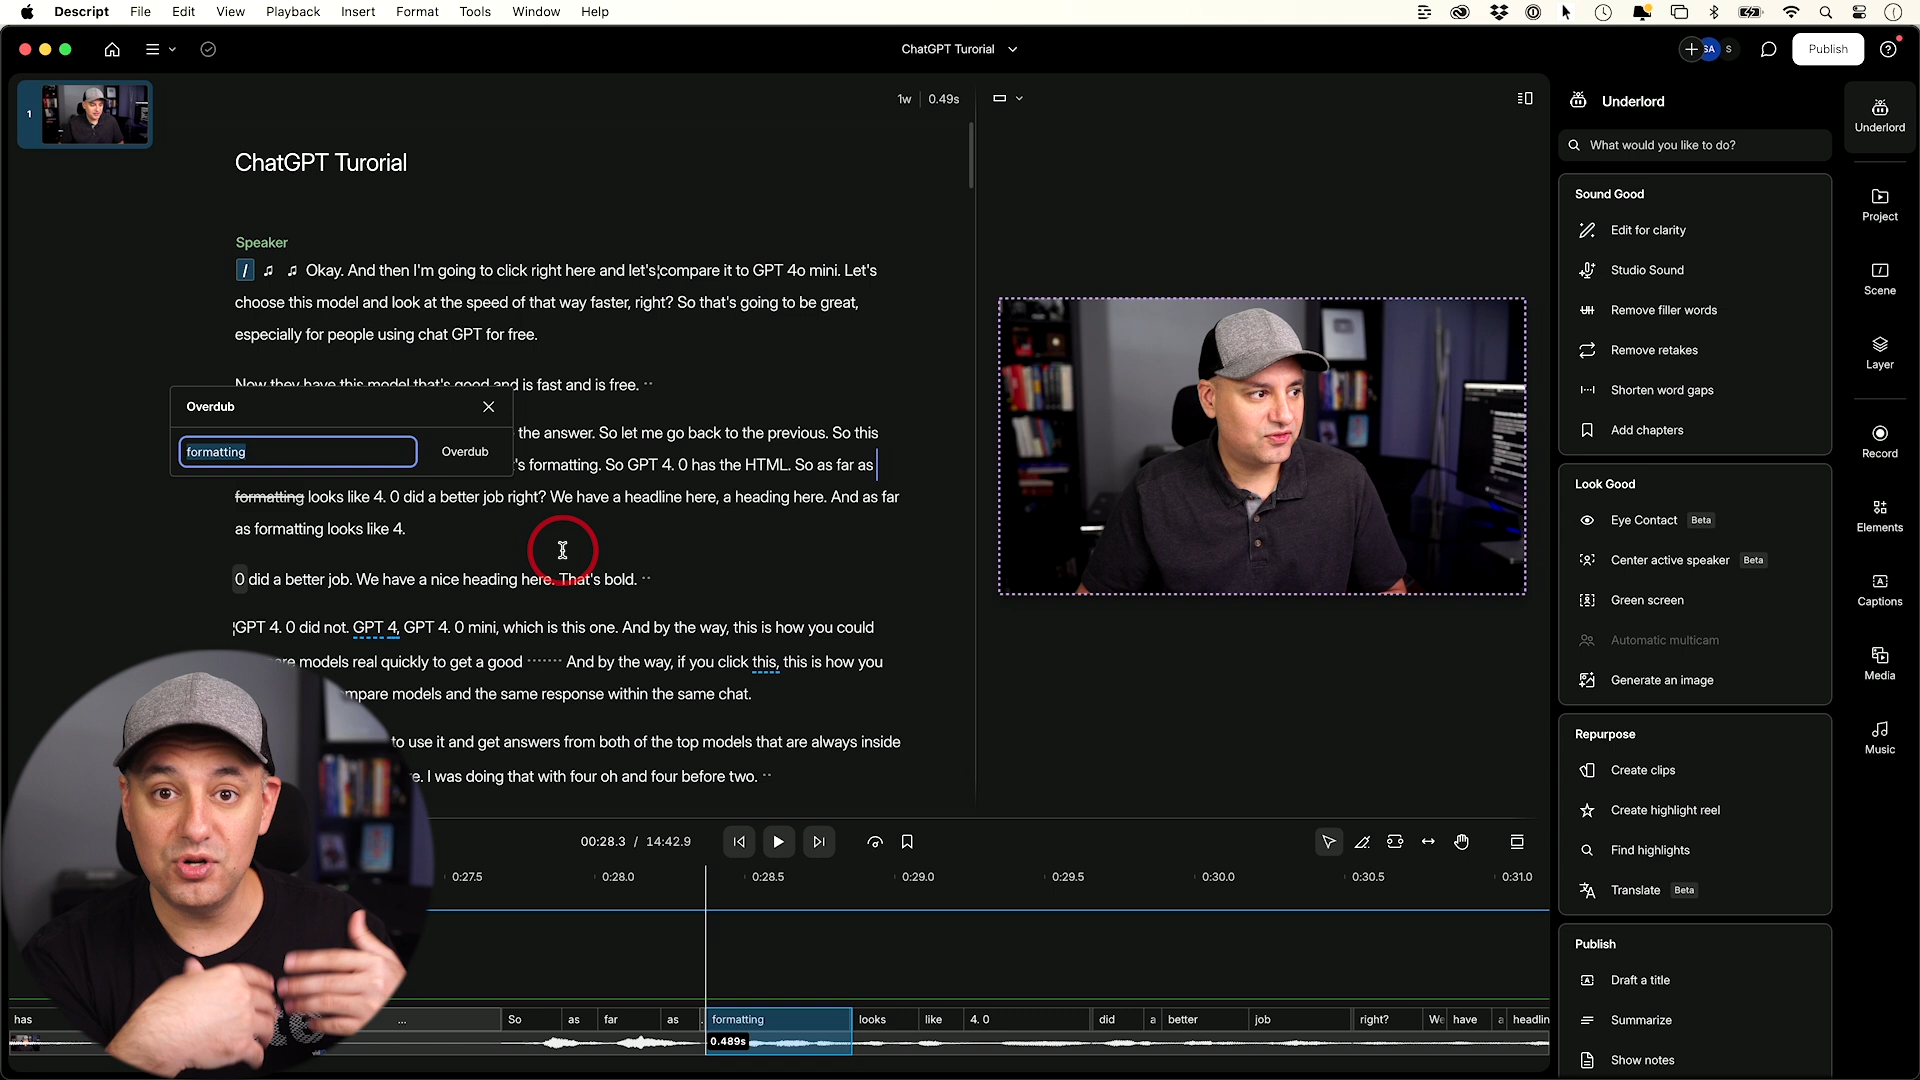 Descript File Edit View Playback Insert Format Tools Window Help
ChatGPT Turorial
SA S
Publish
1
1w 0.49s
ChatGPT Turorial
Speaker
/ ♫ ♫ Okay. And then I'm going to click right here and let's compare it to GPT 4o mini. Let's
choose this model and look at the speed of that way faster, right? So that's going to be great,
especially for people using chat GPT for free.
Now they have this model that's good and is fast and is free.
the answer. So let me go back to the previous. So this
's formatting. So GPT 4. 0 has the HTML. So as far as
formatting looks like 4. 0 did a better job right? We have a headline here, a heading here. And as far
as formatting looks like 4.
0 did a better job. We have a nice heading here. That's bold.
GPT 4. 0 did not. GPT 4, GPT 4. 0 mini, which is this one. And by the way, this is how you could
re models real quickly to get a good ······· And by the way, if you click this, this is how you
mpare models and the same response within the same chat.
to use it and get answers from both of the top models that are always inside
e. I was doing that with four oh and four before two.
Overdub
formatting Overdub
Underlord
What would you like to do?
Sound Good
Edit for clarity
Studio Sound
Remove filler words
Remove retakes
Shorten word gaps
Add chapters
Look Good
Eye Contact Beta
Center active speaker Beta
Green screen
Automatic multicam
Generate an image
Repurpose
Create clips
Create highlight reel
Find highlights
Translate Beta
Publish
Draft a title
Summarize
Show notes
Underlord
Project
Scene
Layer
Record
Elements
Captions
Media
Music
00:28.3 / 14:42.9
0:27.5 0:28.0 0:28.5 0:29.0 0:29.5 0:30.0 0:30.5 0:31.0
has ... So as far as formatting looks like 4. 0 did a better job right? We have a headlin
0.489s